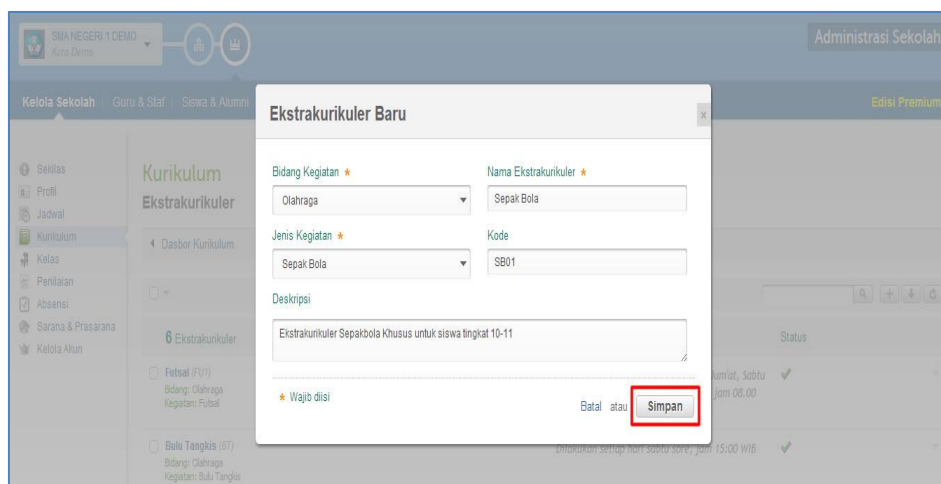 SMA NEGERI 1 DEMO
Kota Demo
Administrasi Sekolah
Kelola Sekolah
Guru & Staf
Siswa & Alumni
Edisi Premium
Sekilas
Profil
Jadwal
Kurikulum
Kelas
Penilaian
Absensi
Sarana & Prasarana
Kelola Akun
Kurikulum
Ekstrakurikuler
Dasbor Kurikulum
6 Ekstrakurikuler
Status
Futsal (FU1)
Bidang: Olahraga
Kegiatan: Futsal
Jum'at, Sabtu
jam 08.00
Bulu Tangkis (BT)
Bidang: Olahraga
Kegiatan: Bulu Tangkis
Dilakukan setiap hari sabtu sore, jam 15:00 WIB
Ekstrakurikuler Baru
x
Bidang Kegiatan *
Olahraga
Nama Ekstrakurikuler *
Sepak Bola
Jenis Kegiatan *
Sepak Bola
Kode
SB01
Deskripsi
Ekstrakurikuler Sepakbola Khusus untuk siswa tingkat 10-11
* Wajib diisi
Batal atau Simpan